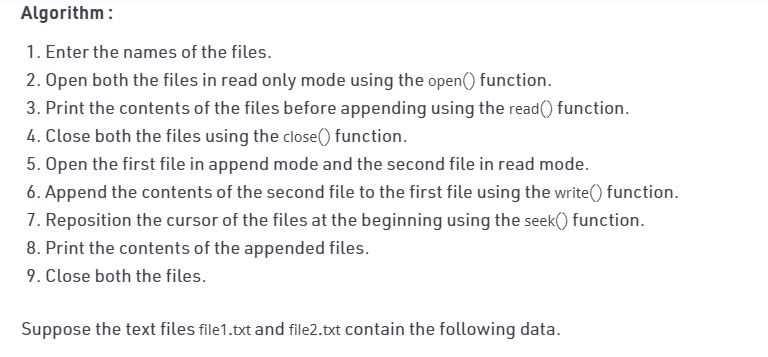 Algorithm :
1. Enter the names of the files.
2. Open both the files in read only mode using the open() function.
3. Print the contents of the files before appending using the read() function.
4. Close both the files using the close() function.
5. Open the first file in append mode and the second file in read mode.
6. Append the contents of the second file to the first file using the write() function.
7. Reposition the cursor of the files at the beginning using the seek() function.
8. Print the contents of the appended files.
9. Close both the files.
Suppose the text files file1.txt and file2.txt contain the following data.